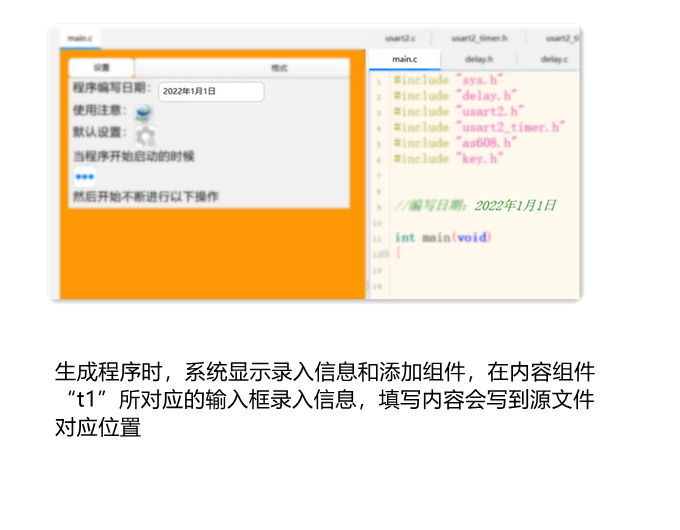 main.c
usart2.c
usart2_timer.h
usart2_ti
main.c
delay.h
delay.c
设置
格式
程序编写日期：
2022年1月1日
使用注意：
默认设置：
当程序开始启动的时候
然后开始不断进行以下操作
1 #include "sys.h"
2 #include "delay.h"
3 #include "usart2.h"
4 #include "usart2_timer.h"
5 #include "as608.h"
6 #include "key.h"
7
8
9 //编写日期：2022年1月1日
10
11 int main(void)
12 {
13
14
生成程序时，系统显示录入信息和添加组件，在内容组件
“t1”所对应的输入框录入信息，填写内容会写到源文件
对应位置